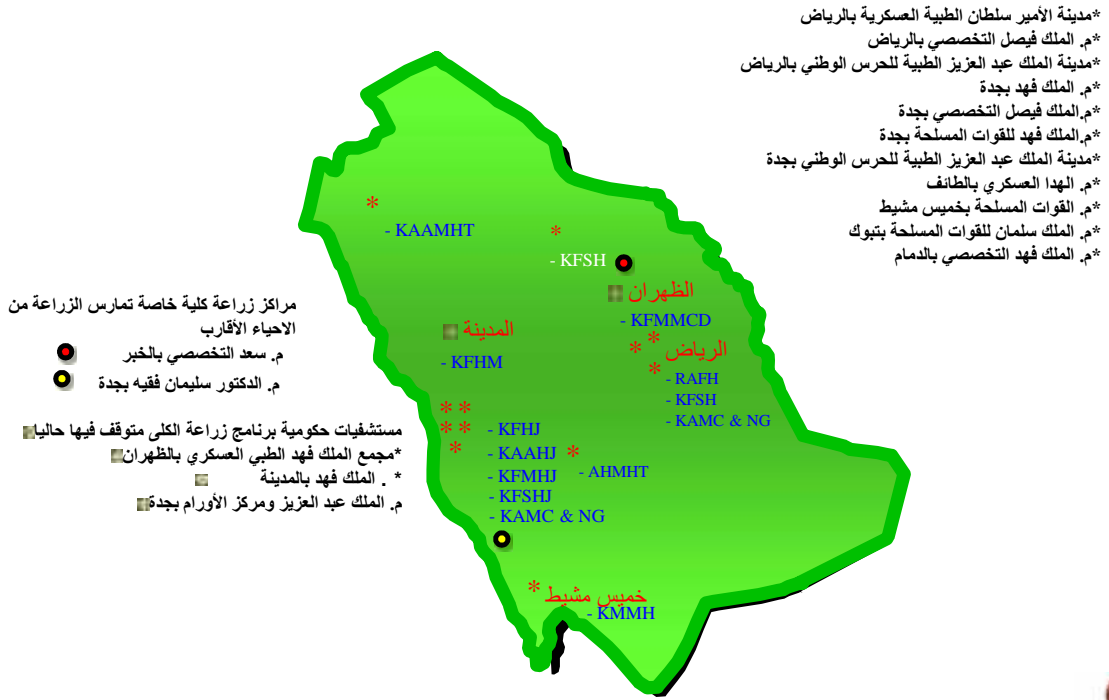 *مدينة الأمير سلطان الطبية العسكرية بالرياض
*م. الملك فيصل التخصصي بالرياض
*مدينة الملك عبد العزيز الطبية للحرس الوطني بالرياض
*م. الملك فهد بجدة
*م.الملك فيصل التخصصي بجدة
*م.الملك فهد للقوات المسلحة بجدة
*مدينة الملك عبد العزيز الطبية للحرس الوطني بجدة
*م. الهدا العسكري بالطائف
*م. القوات المسلحة بخميس مشيط
*م. الملك سلمان للقوات المسلحة بتبوك
*م. الملك فهد التخصصي بالدمام
*
- KAAMHT
*
- KFSH
الظهران
- KFMMCD
المدينة
- KFHM
* * *
الرياض
- RAFH
- KFSH
- KAMC & NG
* *
* *
*
- KFHJ
- KAAHJ
- KFMHJ
- KFSHJ
- KAMC & NG
*
- AHMHT
* خميس مشيط
- KMMH
مراكز زراعة كلية خاصة تمارس الزراعة من
الاحياء الأقارب
م. سعد التخصصي بالخبر
م. الدكتور سليمان فقيه بجدة
مستشفيات حكومية برنامج زراعة الكلى متوقف فيها حاليا
*مجمع الملك فهد الطبي العسكري بالظهران
* . الملك فهد بالمدينة
م. الملك عبد العزيز ومركز الأورام بجدة